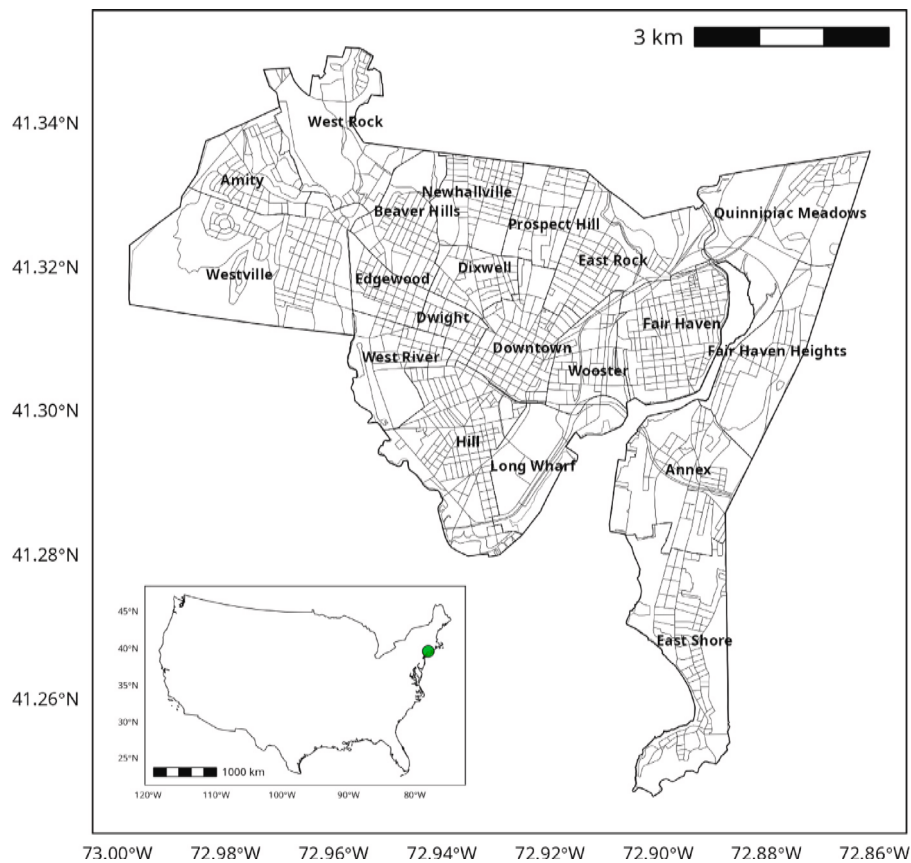 3 km
41.34°N
West Rock
Amity
Newhallville
Beaver Hills
Quinnipiac Meadows
Prospect Hill
East Rock
41.32°N
Dixwell
Westville
Edgewood
Dwight
Fair Haven
Downtown
Fair Haven Heights
West River
Wooster
41.30°N
Hill
Long Wharf
Annex
41.28°N
East Shore
41.26°N
45°N
40°N
35°N
30°N
25°N
1000 km
120°W 110°W 100°W 90°W 80°W
73.00°W 72.98°W 72.96°W 72.94°W 72.92°W 72.90°W 72.88°W 72.86°W